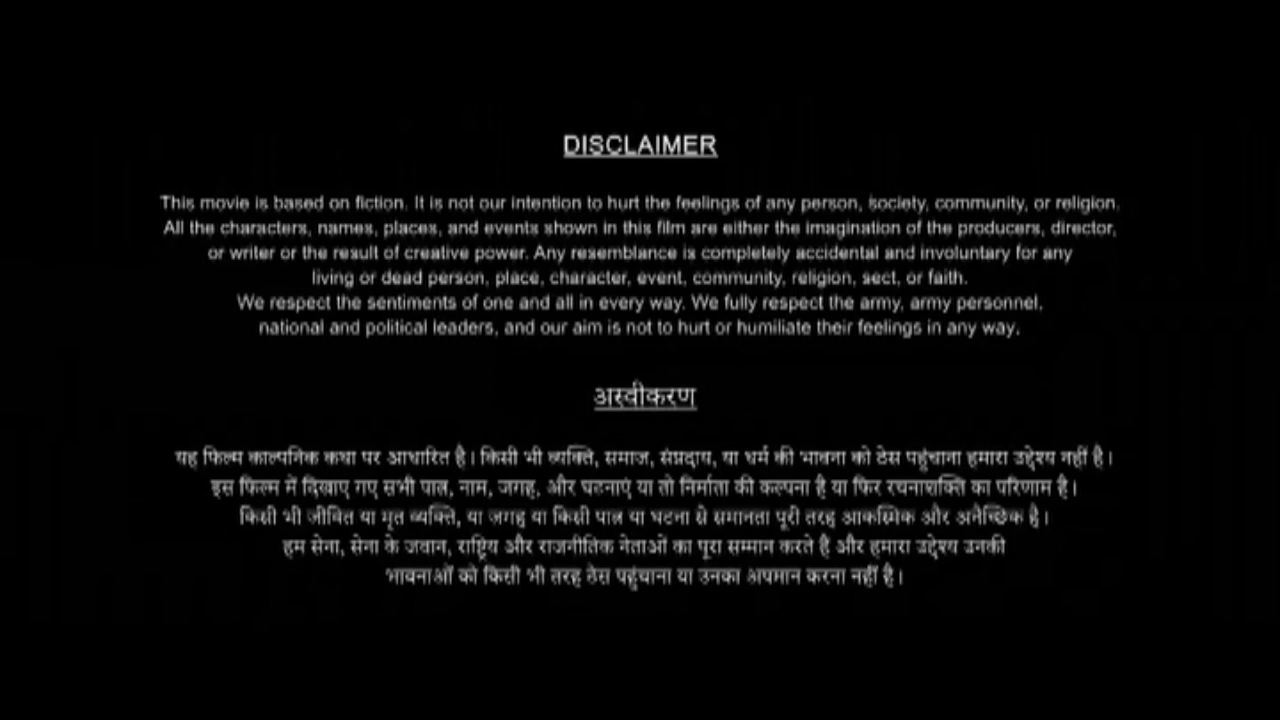 DISCLAIMER
This movie is based on fiction. It is not our intention to hurt the feelings of any person, society, community, or religion.
All the characters, names, places, and events shown in this film are either the imagination of the producers, director,
or writer or the result of creative power. Any resemblance is completely accidental and involuntary for any
living or dead person, place, character, event, community, religion, sect, or faith.
We respect the sentiments of one and all in every way. We fully respect the army, army personnel,
national and political leaders, and our aim is not to hurt or humiliate their feelings in any way.
अस्वीकरण
यह फिल्म काल्पनिक कथा पर आधारित है। किसी भी व्यक्ति, समाज, संप्रदाय, या धर्म की भावना को ठेस पहुंचाना हमारा उद्देश्य नहीं है।
इस फिल्म में दिखाए गए सभी पात्र, नाम, जगह, और घटनाएं या तो निर्माता की कल्पना है या फिर रचनाशक्ति का परिणाम है।
किसी भी जीवित या मृत व्यक्ति, या जगह या किसी पात्र या घटना से समानता पूरी तरह आकस्मिक और अनैच्छिक है।
हम सेना, सेना के जवान, राष्ट्रिय और राजनीतिक नेताओं का पूरा सम्मान करते है और हमारा उद्देश्य उनकी
भावनाओं को किसी भी तरह ठेस पहुंचाना या उनका अपमान करना नहीं है।